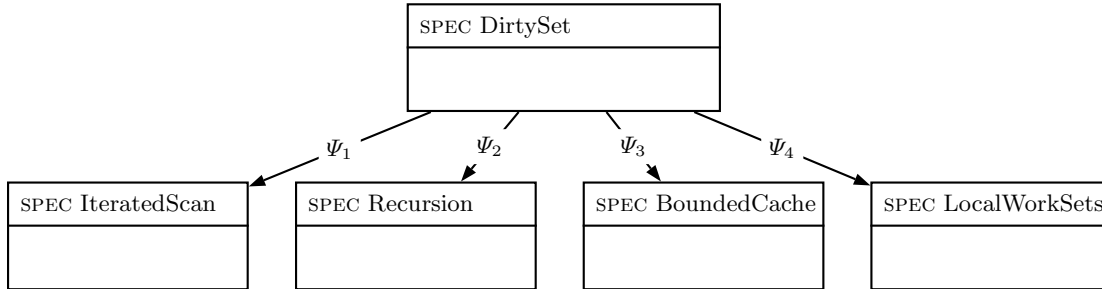 SPEC DirtySet
Ψ1
Ψ2
Ψ3
Ψ4
SPEC IteratedScan
SPEC Recursion
SPEC BoundedCache
SPEC LocalWorkSets